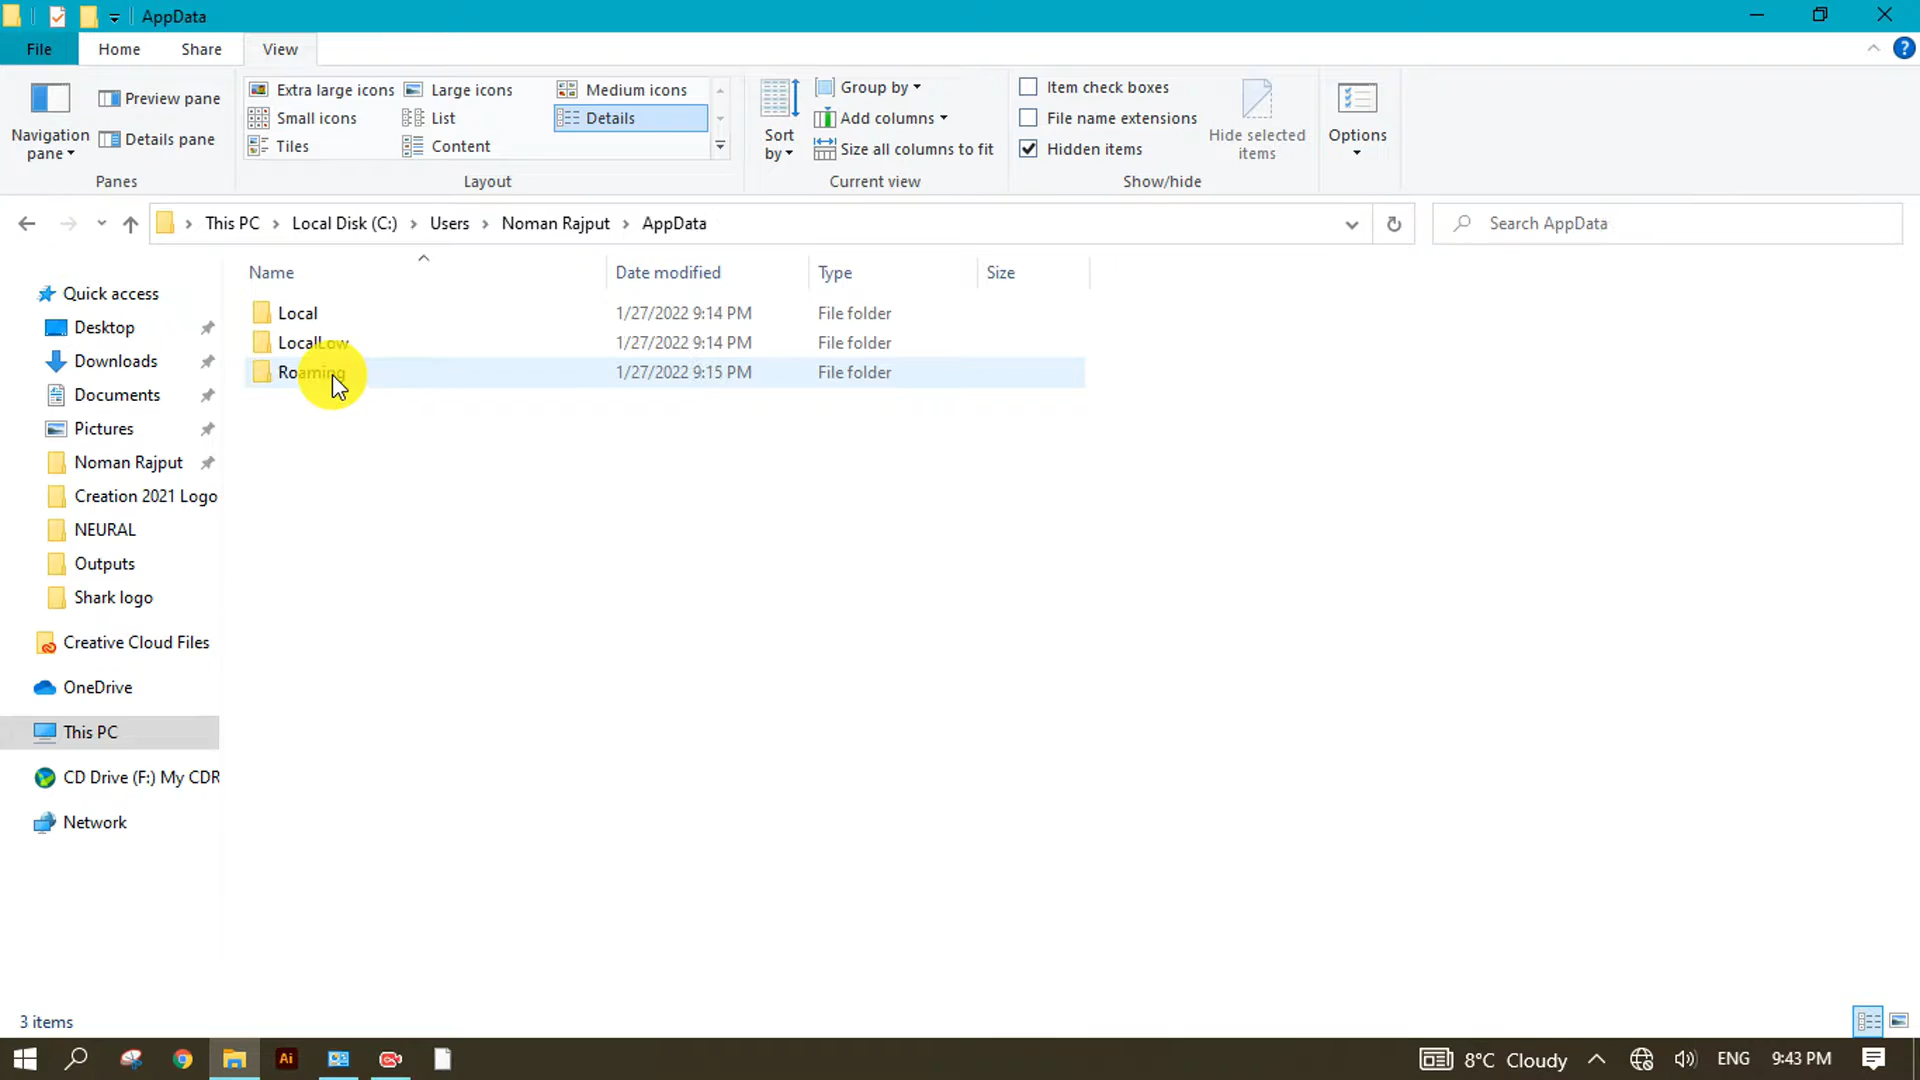 AppData
File Home Share View
Navigation pane
Preview pane
Details pane
Panes
Extra large icons Large icons Medium icons
Small icons List Details
Tiles Content
Layout
Sort by
Group by
Add columns
Size all columns to fit
Current view
Item check boxes
File name extensions
Hidden items
Hide selected items
Show/hide
Options
This PC Local Disk (C:) Users Noman Rajput AppData
Search AppData
Name Date modified Type Size
Local 1/27/2022 9:14 PM File folder
LocalLow 1/27/2022 9:14 PM File folder
Roaming 1/27/2022 9:15 PM File folder
Quick access
Desktop
Downloads
Documents
Pictures
Noman Rajput
Creation 2021 Logo
NEURAL
Outputs
Shark logo
Creative Cloud Files
OneDrive
This PC
CD Drive (F:) My CDR
Network
3 items
Ai
8°C Cloudy ENG 9:43 PM